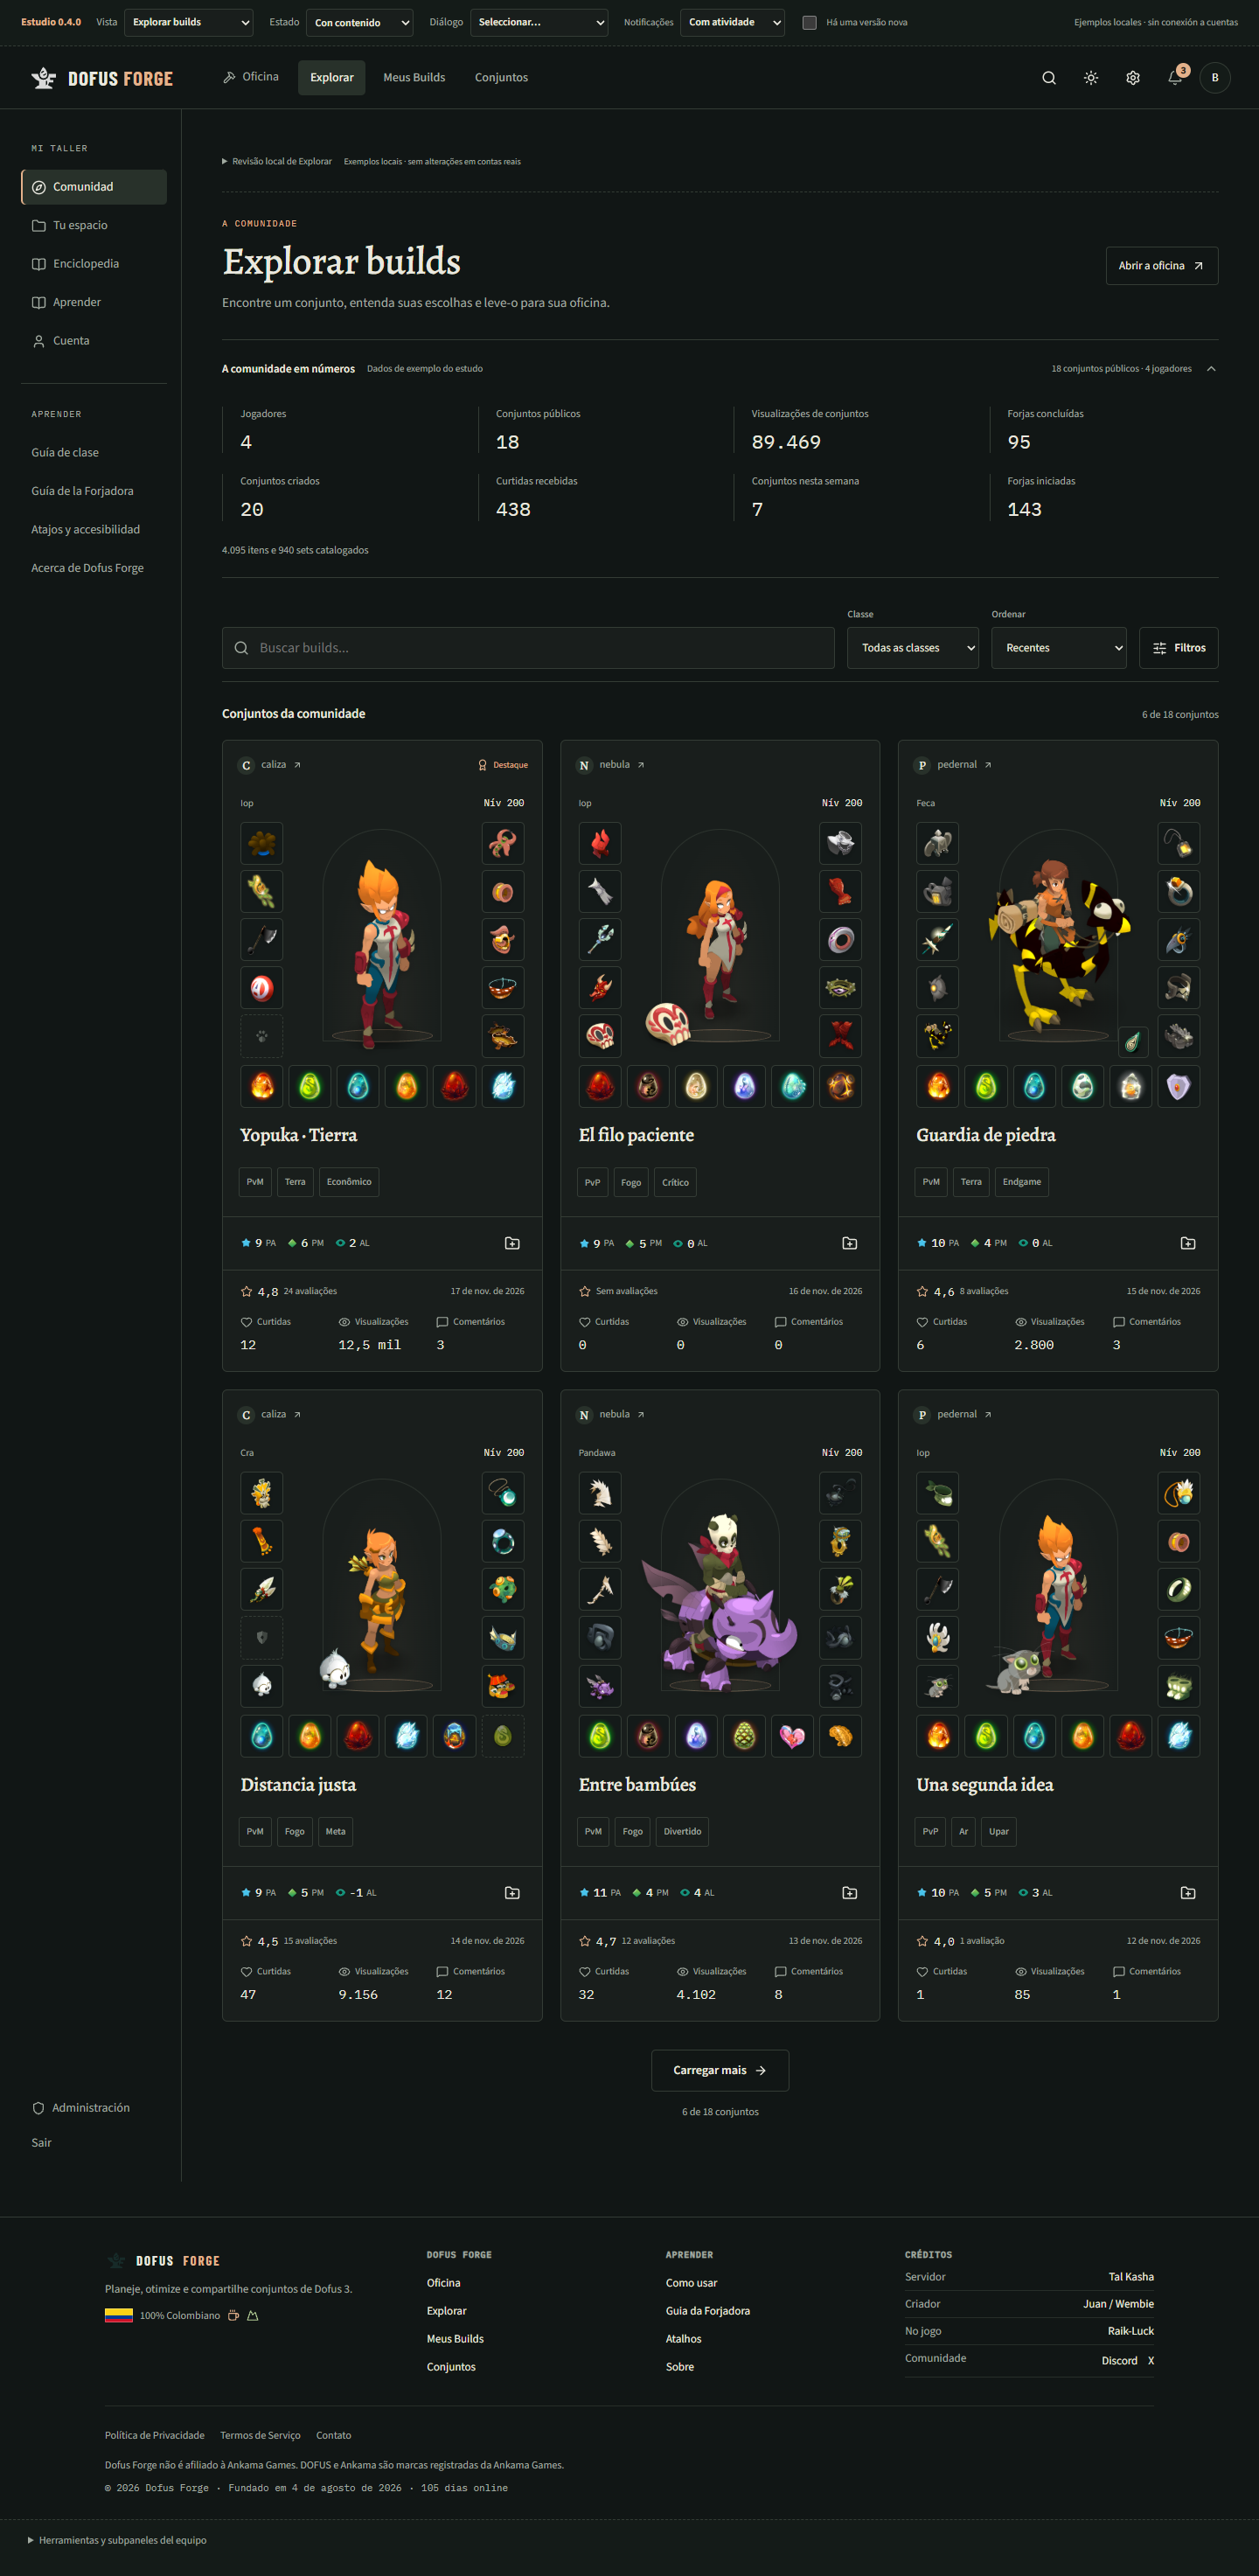 Estudio 0.4.0 Vista Explorar builds Estado Con contenido Diálogo Seleccionar... Notificações Com atividade Há uma versão nova Ejemplos locales · sin conexión a cuentas
DOFUS FORGE Oficina Explorar Meus Builds Conjuntos 3 B
MI TALLER
Comunidad
Tu espacio
Enciclopedia
Aprender
Cuenta
APRENDER
Guía de clase
Guía de la Forjadora
Atajos y accesibilidad
Acerca de Dofus Forge
Administración
Sair
Revisão local de Explorar Exemplos locais · sem alterações em contas reais
A COMUNIDADE
Explorar builds
Abrir a oficina
Encontre um conjunto, entenda suas escolhas e leve-o para sua oficina.
A comunidade em números Dados de exemplo do estudo 18 conjuntos públicos · 4 jogadores
Jogadores Conjuntos públicos Visualizações de conjuntos Forjas concluídas
4 18 89.469 95
Conjuntos criados Curtidas recebidas Conjuntos nesta semana Forjas iniciadas
20 438 7 143
4.095 itens e 940 sets catalogados
Classe Ordenar
Buscar builds... Todas as classes Recentes Filtros
Conjuntos da comunidade 6 de 18 conjuntos
C caliza Destaque
Iop Nív 200
Yopuka · Tierra
PvM Terra Econômico
9 PA 6 PM 2 AL
4,8 24 avaliações 17 de nov. de 2026
Curtidas Visualizações Comentários
12 12,5 mil 3
N nebula
Iop Nív 200
El filo paciente
PvP Fogo Crítico
9 PA 5 PM 0 AL
Sem avaliações 16 de nov. de 2026
Curtidas Visualizações Comentários
0 0 0
P pedernal
Feca Nív 200
Guardia de piedra
PvM Terra Endgame
10 PA 4 PM 0 AL
4,6 8 avaliações 15 de nov. de 2026
Curtidas Visualizações Comentários
6 2.800 3
C caliza
Cra Nív 200
Distancia justa
PvM Fogo Meta
9 PA 5 PM -1 AL
4,5 15 avaliações 14 de nov. de 2026
Curtidas Visualizações Comentários
47 9.156 12
N nebula
Pandawa Nív 200
Entre bambúes
PvM Fogo Divertido
11 PA 4 PM 4 AL
4,7 12 avaliações 13 de nov. de 2026
Curtidas Visualizações Comentários
32 4.102 8
P pedernal
Iop Nív 200
Una segunda idea
PvP Ar Upar
10 PA 5 PM 3 AL
4,0 1 avaliação 12 de nov. de 2026
Curtidas Visualizações Comentários
1 85 1
Carregar mais
6 de 18 conjuntos
DOFUS FORGE
Planeje, otimize e compartilhe conjuntos de Dofus 3.
100% Colombiano
DOFUS FORGE
Oficina
Explorar
Meus Builds
Conjuntos
APRENDER
Como usar
Guia da Forjadora
Atalhos
Sobre
CRÉDITOS
Servidor Tal Kasha
Criador Juan / Wembie
No jogo Raik-Luck
Comunidade Discord X
Política de Privacidade Termos de Serviço Contato
Dofus Forge não é afiliado à Ankama Games. DOFUS e Ankama são marcas registradas da Ankama Games.
© 2026 Dofus Forge · Fundado em 4 de agosto de 2026 · 105 dias online
Herramientas y subpaneles del equipo